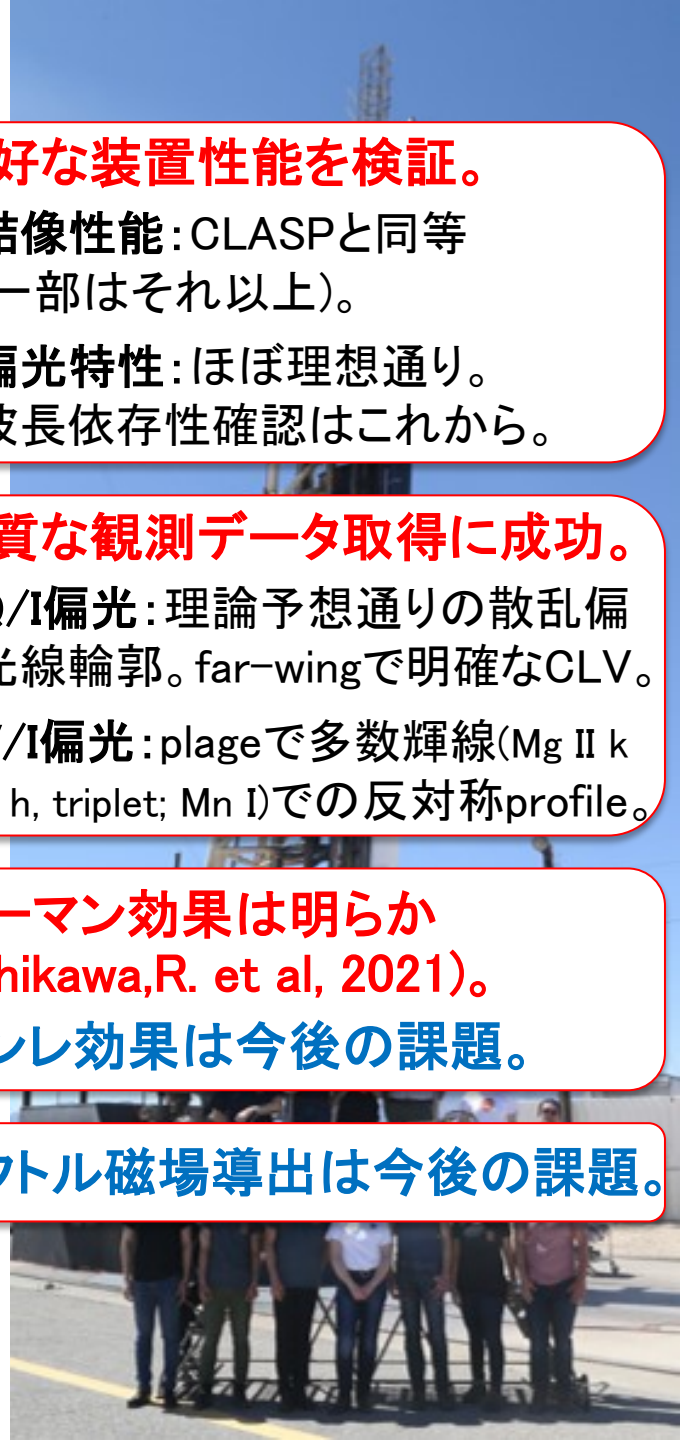 好な装置性能を検証。
像性能：CLASPと同等
一部はそれ以上)。
光特性：ほぼ理想通り。
長依存性確認はこれから。
質な観測データ取得に成功。
/I偏光：理論予想通りの散乱偏
線輪郭。far-wingで明確なCLV。
/I偏光：plageで多数輝線(Mg II k
h, triplet; Mn I)での反対称profile。
ーマン効果は明らか
hikawa,R. et al, 2021)。
ンレ効果は今後の課題。
トル磁場導出は今後の課題。